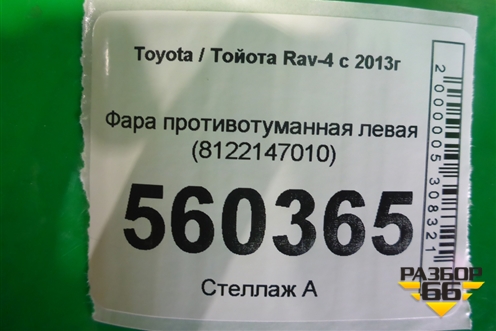 Toyota / Тойота Rav-4 с 2013г
Фара противотуманная левая
(8122147010)
560365
Стеллаж А
2000005308321
РАЗБОР
66